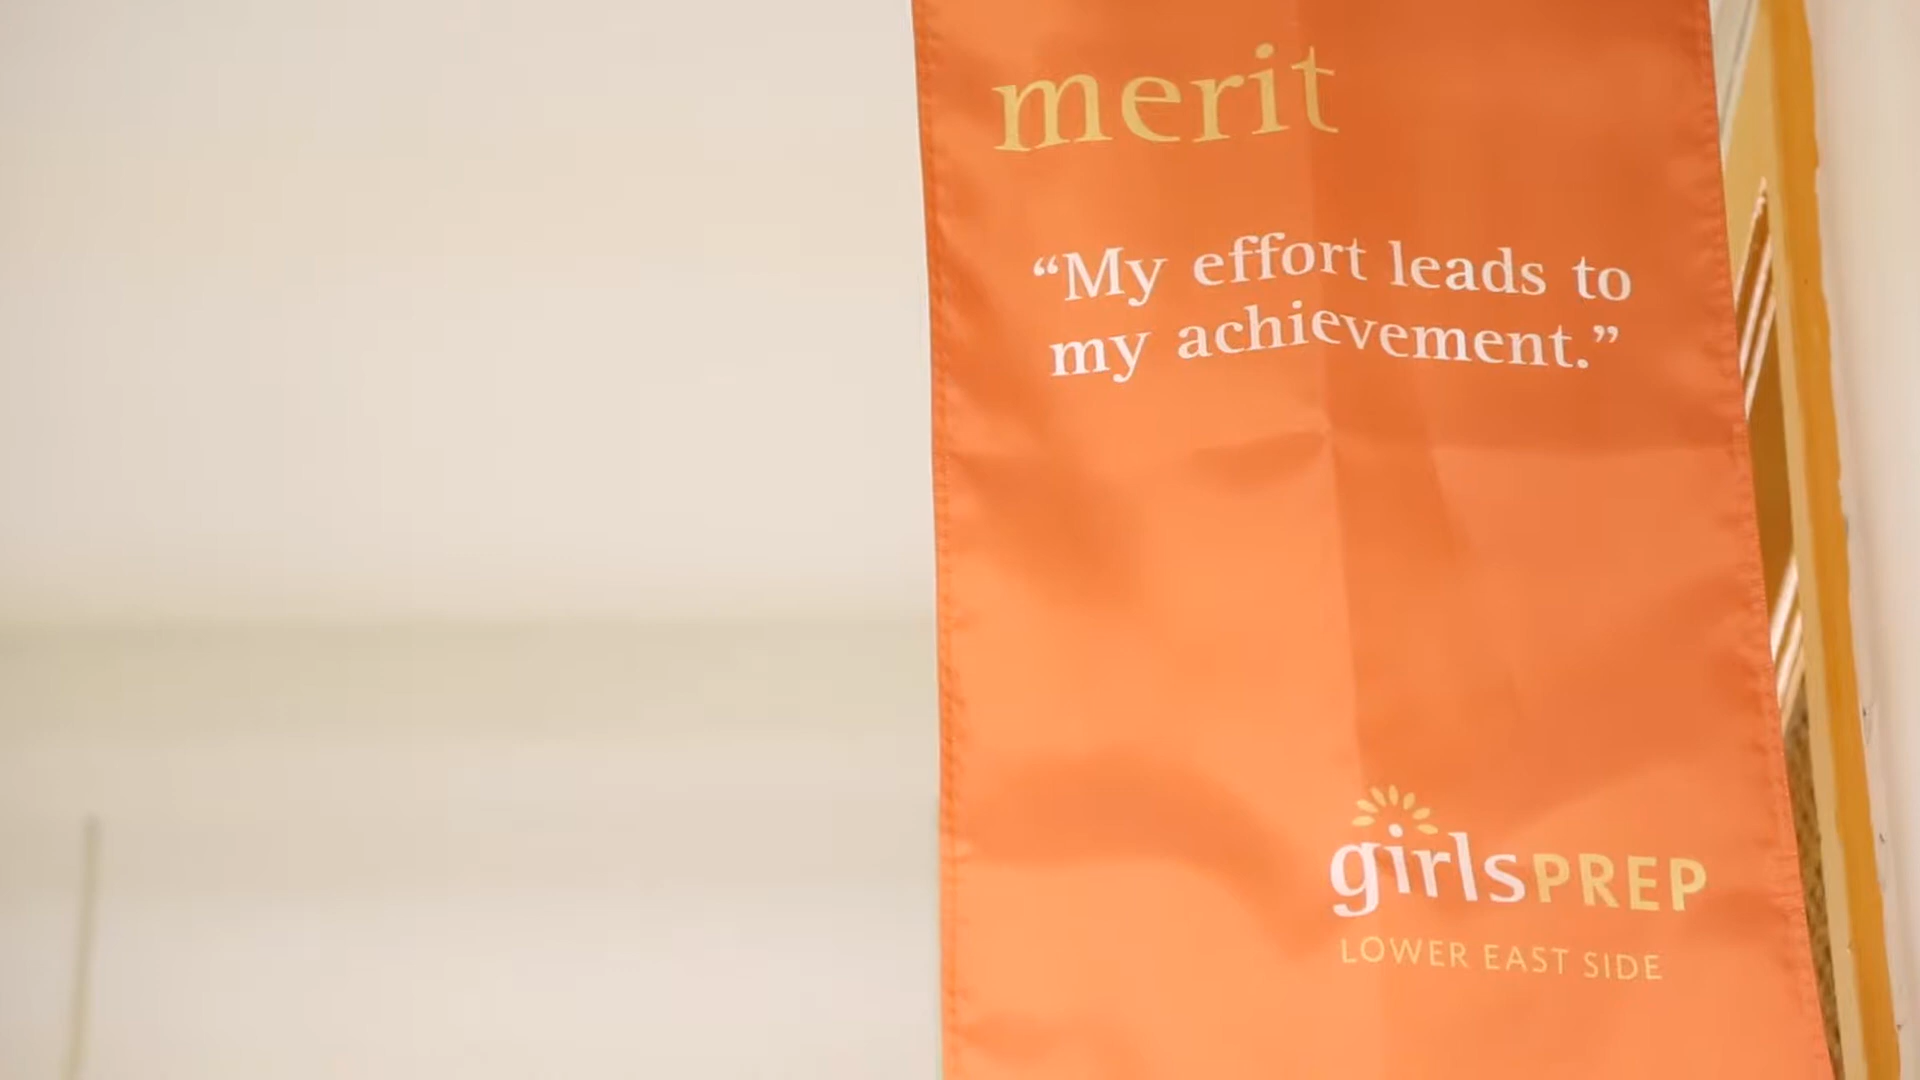 merit
“My effort leads to
my achievement.”
girlsPREP
LOWER EAST SIDE